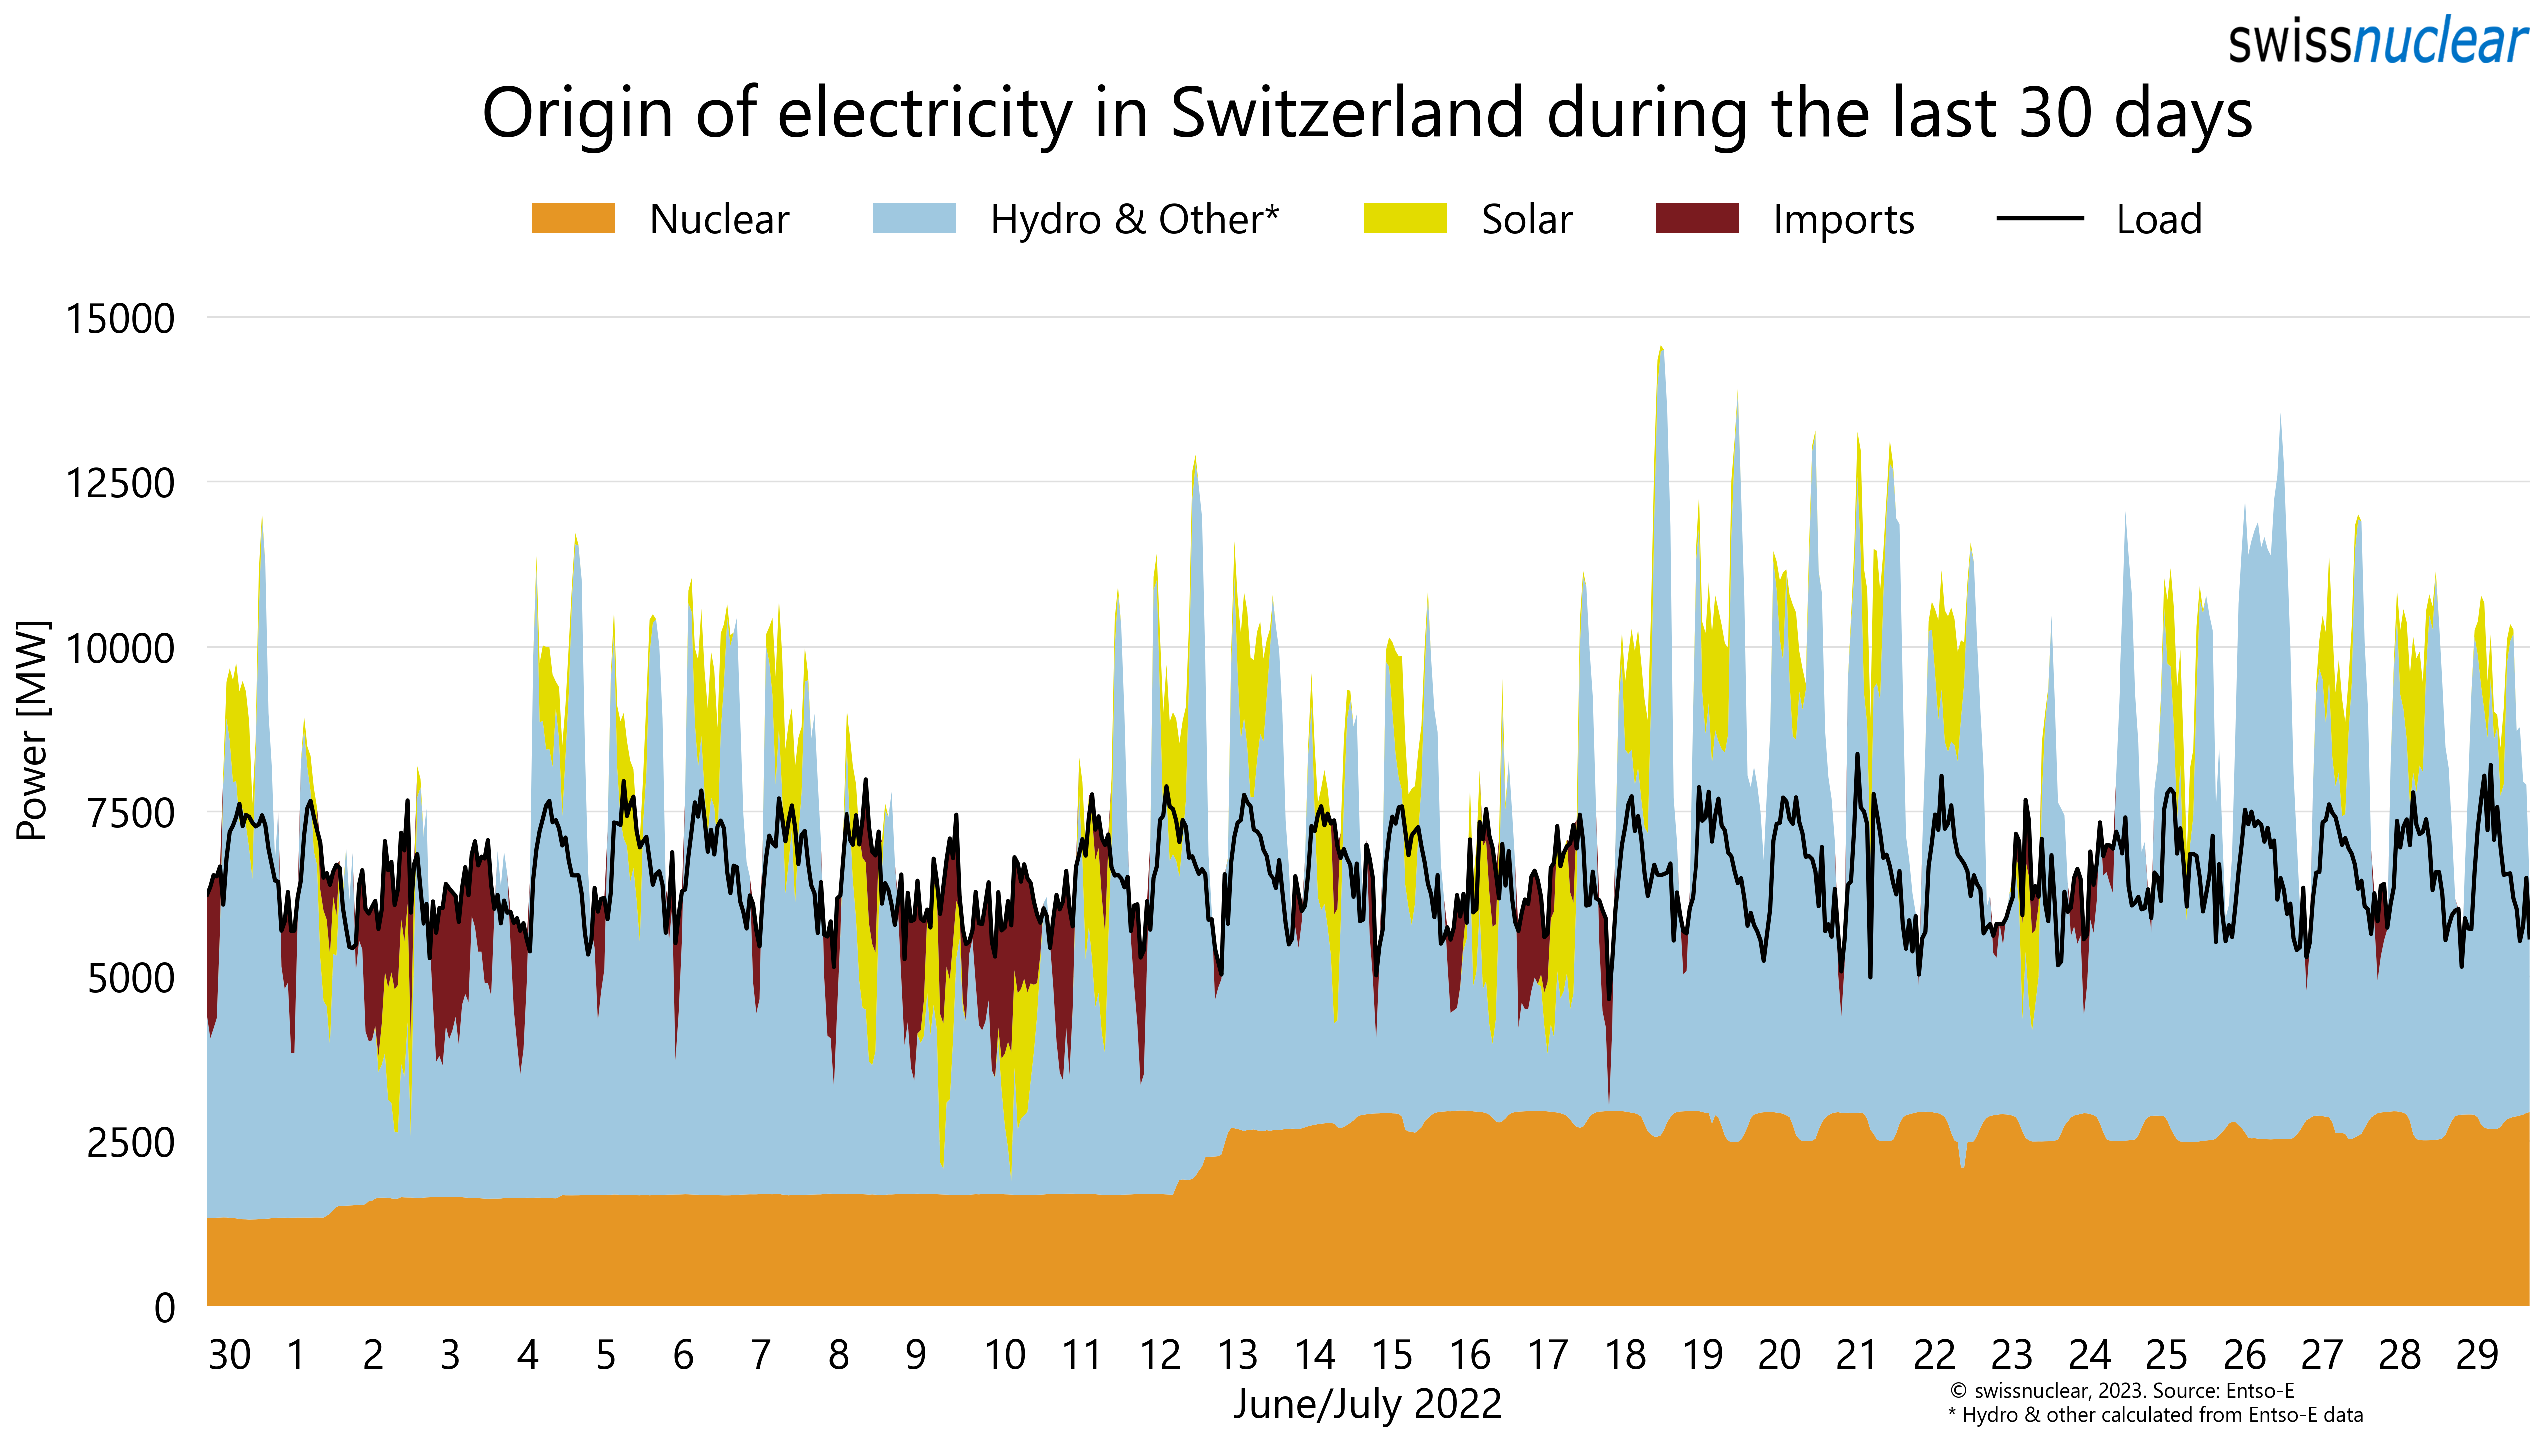 swissnuclear
Origin of electricity in Switzerland during the last 30 days
Nuclear Hydro & Other* Solar Imports Load
15000
12500
10000
7500
5000
2500
0
Power [MW]
30 1 2 3 4 5 6 7 8 9 10 11 12 13 14 15 16 17 18 19 20 21 22 23 24 25 26 27 28 29
June/July 2022
© swissnuclear, 2023. Source: Entso-E
* Hydro & other calculated from Entso-E data